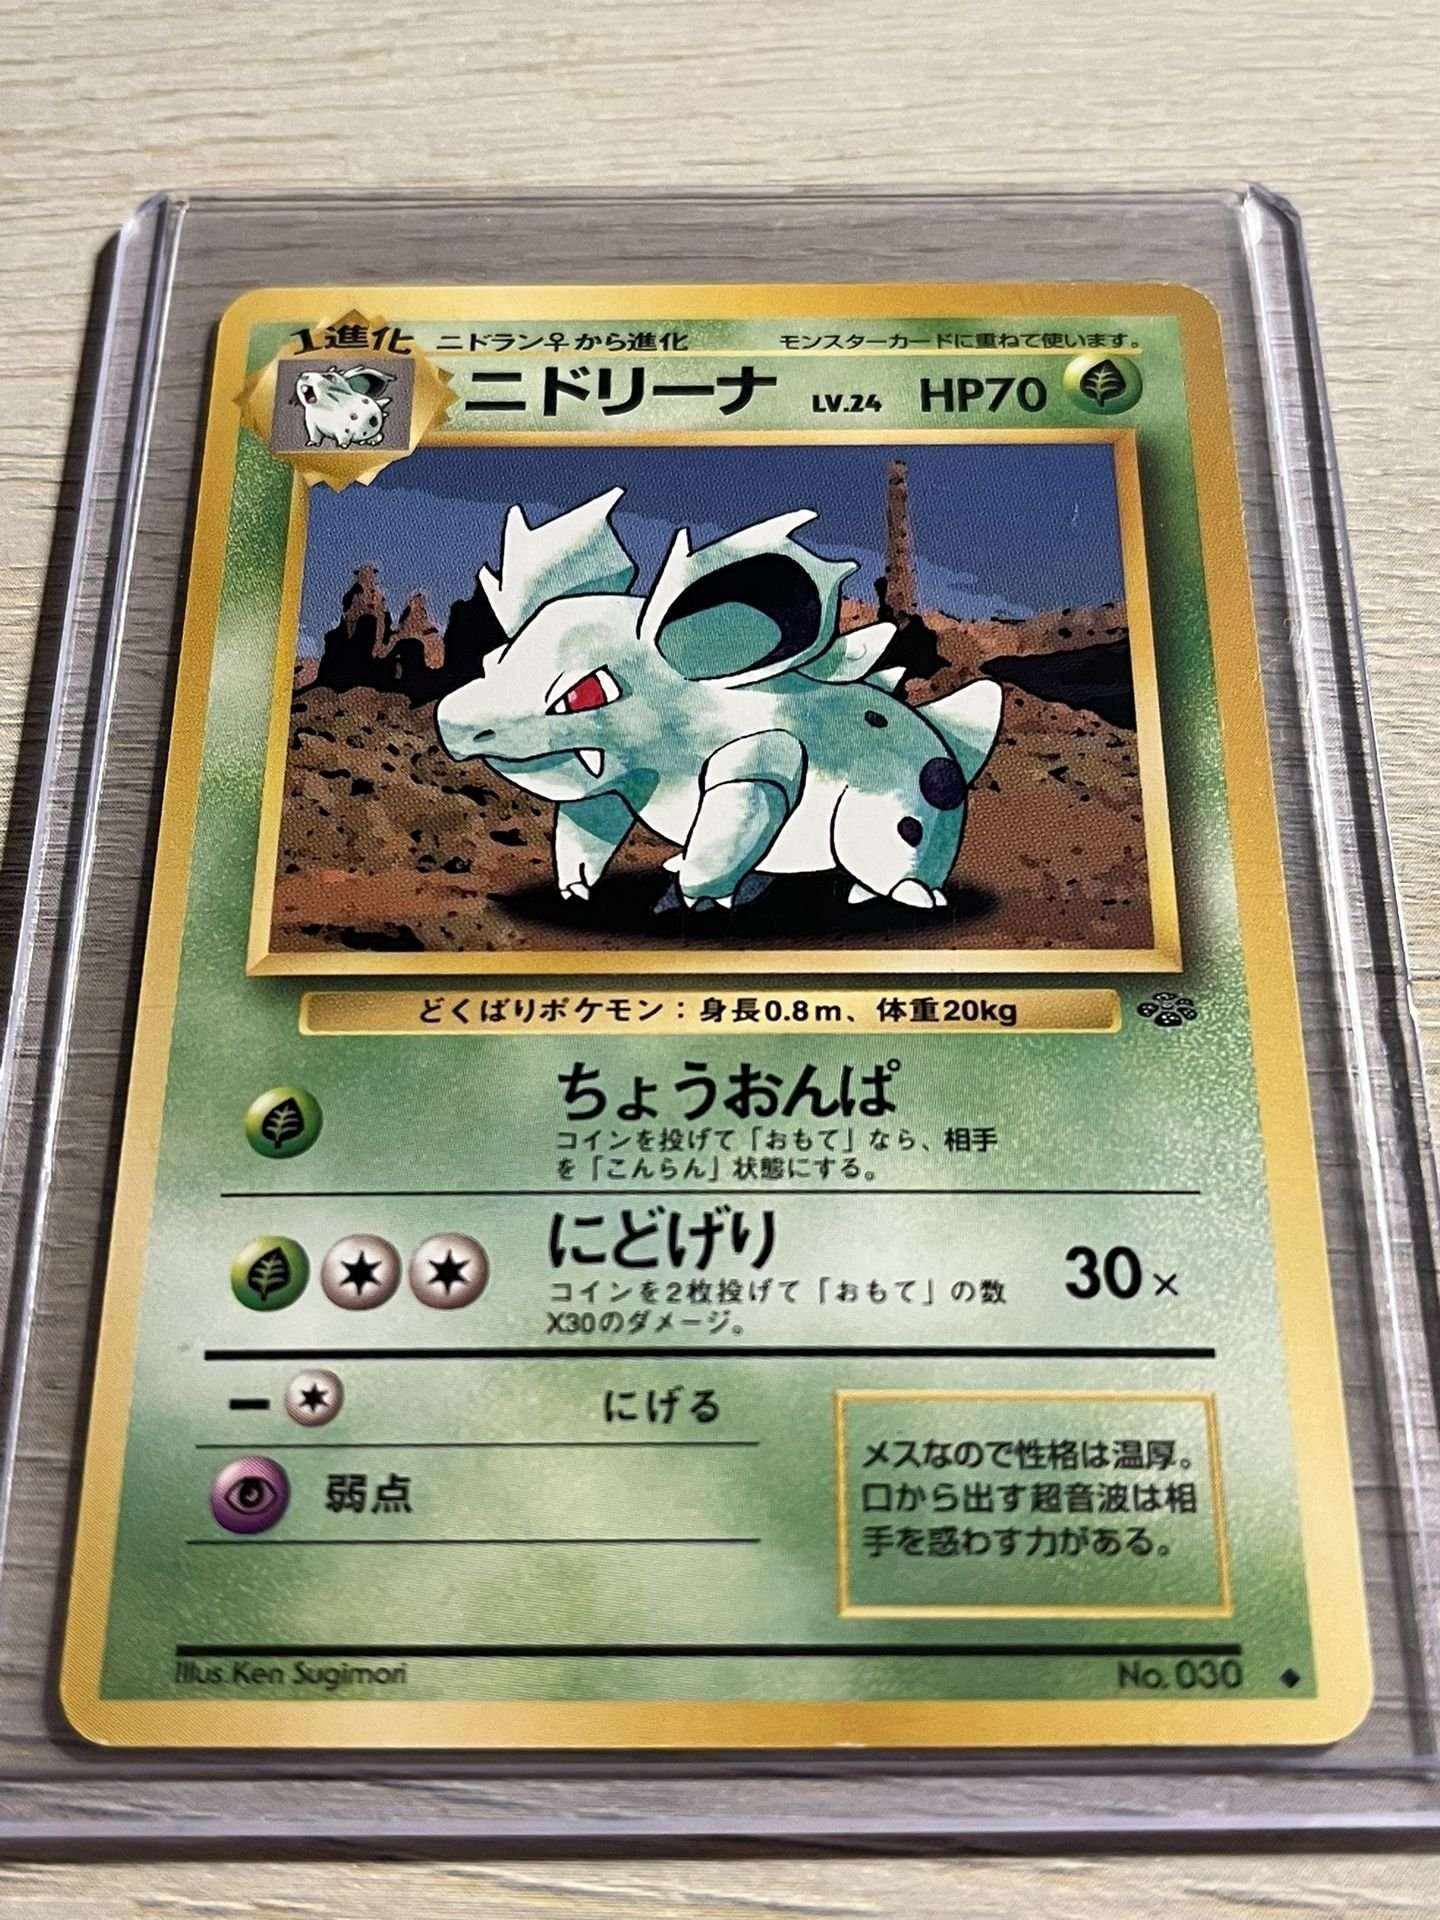 1進化 ニドラン♀から進化 モンスターカードに重ねて使います。
ニドリーナ LV.24 HP70
どくばりポケモン：身長0.8m、体重20kg
ちょうおんぱ
コインを投げて「おもて」なら、相手
を「こんらん」状態にする。
にどげり 30×
コインを2枚投げて「おもて」の数
X30のダメージ。
にげる
弱点
メスなので性格は温厚。
口から出す超音波は相
手を惑わす力がある。
Illus. Ken Sugimori No. 030